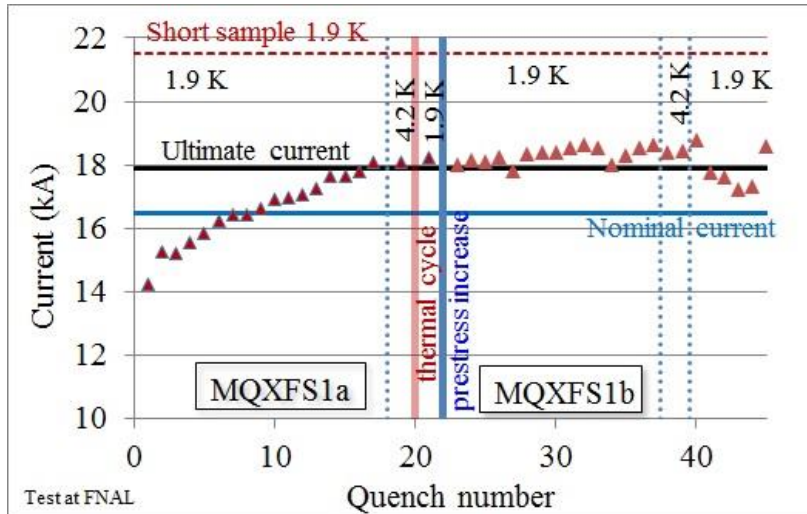 Short sample 1.9 K
22
20
18
16
14
12
10
Current (kA)
1.9 K
4.2 K
1.9 K
1.9 K
4.2 K
1.9 K
Ultimate current
Nominal current
thermal cycle
prestress increase
MQXFS1a
MQXFS1b
0
10
20
30
40
Test at FNAL
Quench number